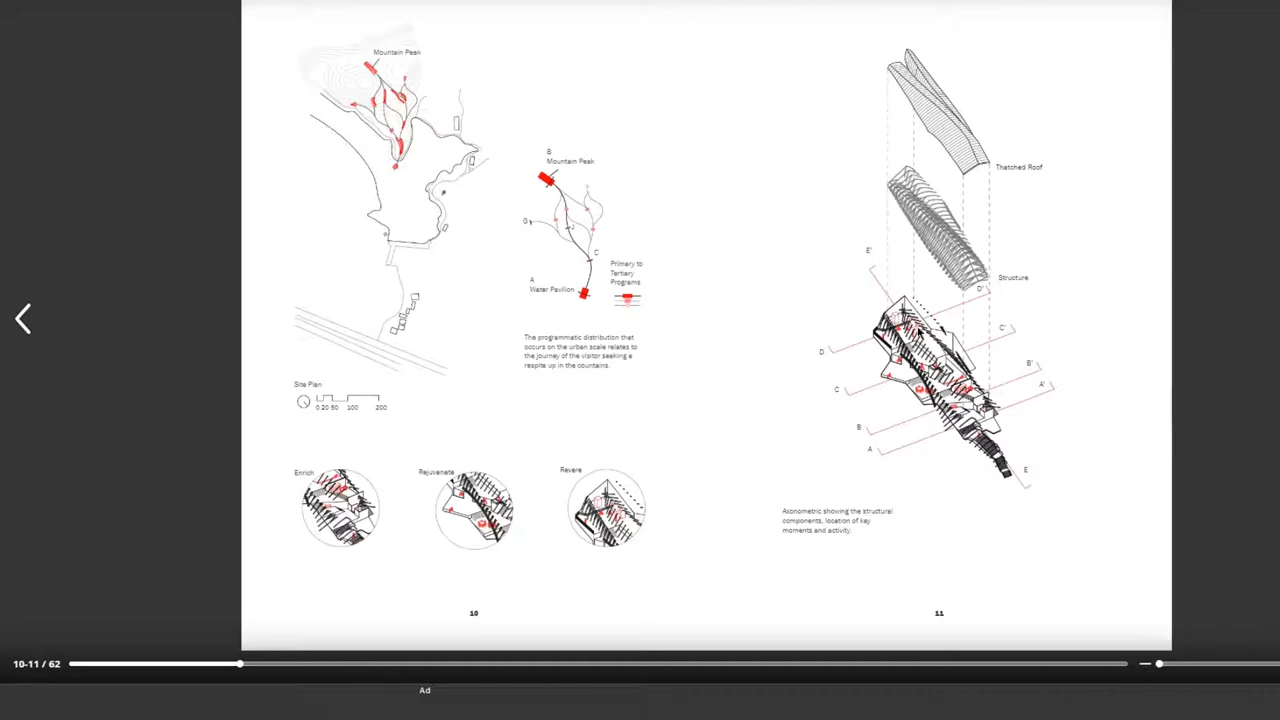 Mountain Peak
B
Mountain Peak
G
J
C
A
Water Pavilion
Primary to
Tertiary
Programs
The programmatic distribution that
occurs on the urban scale relates to
the journey of the visitor seeking a
respite up in the countains.
Site Plan
0 20 50 100 200
Enrich
Rejuvenate
Revere
10
Thatched Roof
Structure
E'
D'
C'
D
B'
A'
C
B
A
E
Axonometric showing the structural
components, location of key
moments and activity.
11
10-11 / 62
Ad